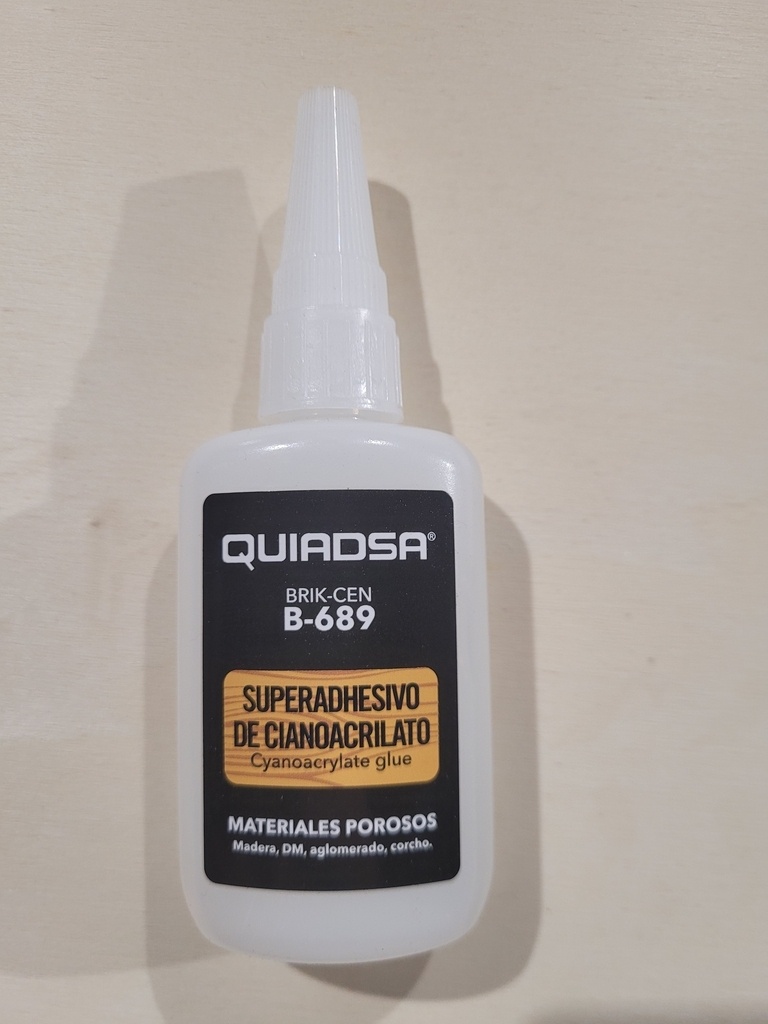 QUIADSA®
BRIK-CEN
B-689
SUPERADHESIVO
DE CIANOACRILATO
Cyanoacrylate glue
MATERIALES POROSOS
Madera, DM, aglomerado, corcho.